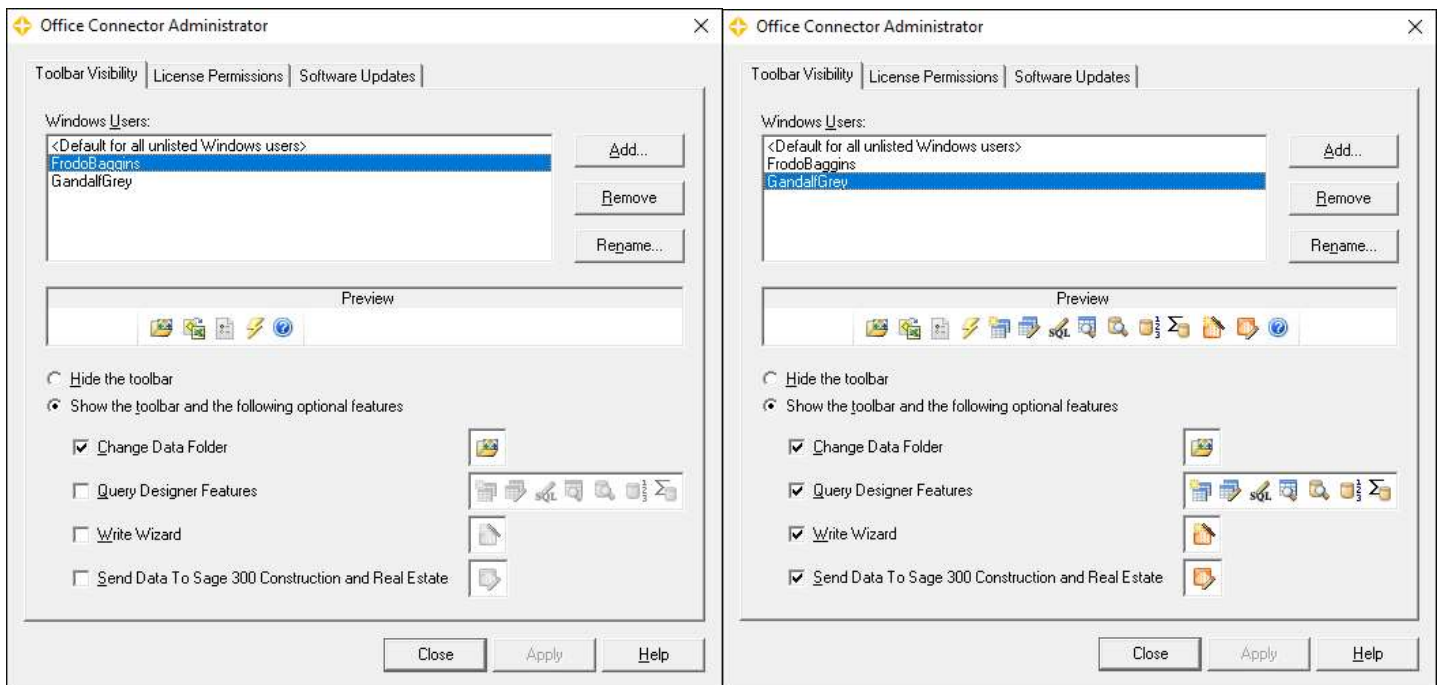 Office Connector Administrator
Toolbar Visibility License Permissions Software Updates
Windows Users:
<Default for all unlisted Windows users>
FrodoBaggins
GandalfGrey
Add...
Remove
Rename...
Preview
Hide the toolbar
Show the toolbar and the following optional features
Change Data Folder
Query Designer Features
SQL
Write Wizard
Send Data To Sage 300 Construction and Real Estate
Close Apply Help
Office Connector Administrator
Toolbar Visibility License Permissions Software Updates
Windows Users:
<Default for all unlisted Windows users>
FrodoBaggins
GandalfGrey
Add...
Remove
Rename...
Preview
SQL
Hide the toolbar
Show the toolbar and the following optional features
Change Data Folder
Query Designer Features
SQL
Write Wizard
Send Data To Sage 300 Construction and Real Estate
Close Apply Help